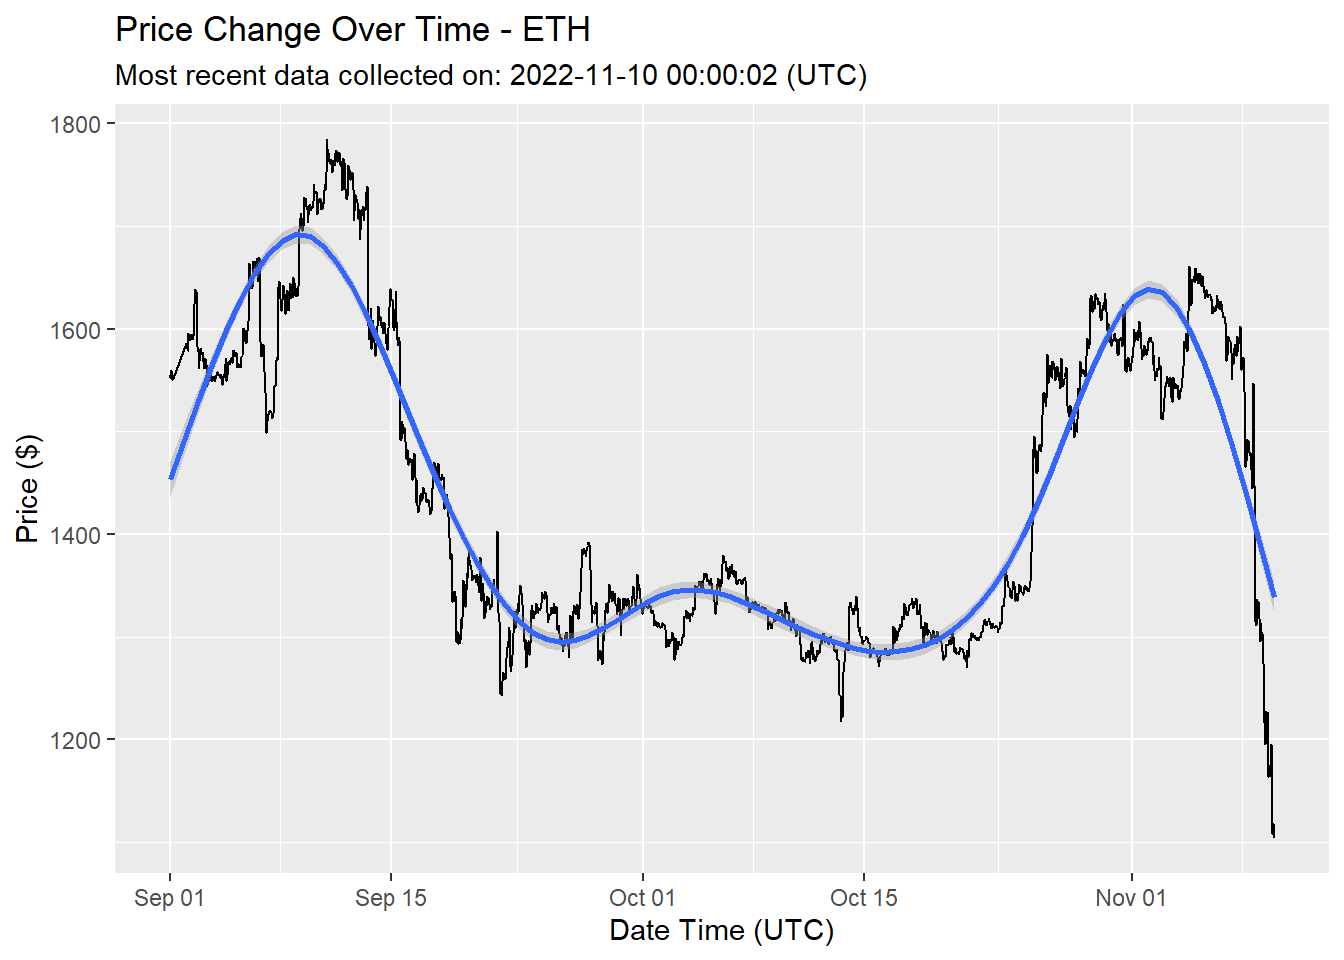 Price Change Over Time - ETH
Most recent data collected on: 2022-11-10 00:00:02 (UTC)
1800
1600
1400
1200
Price ($)
Sep 01
Sep 15
Oct 01
Oct 15
Nov 01
Date Time (UTC)